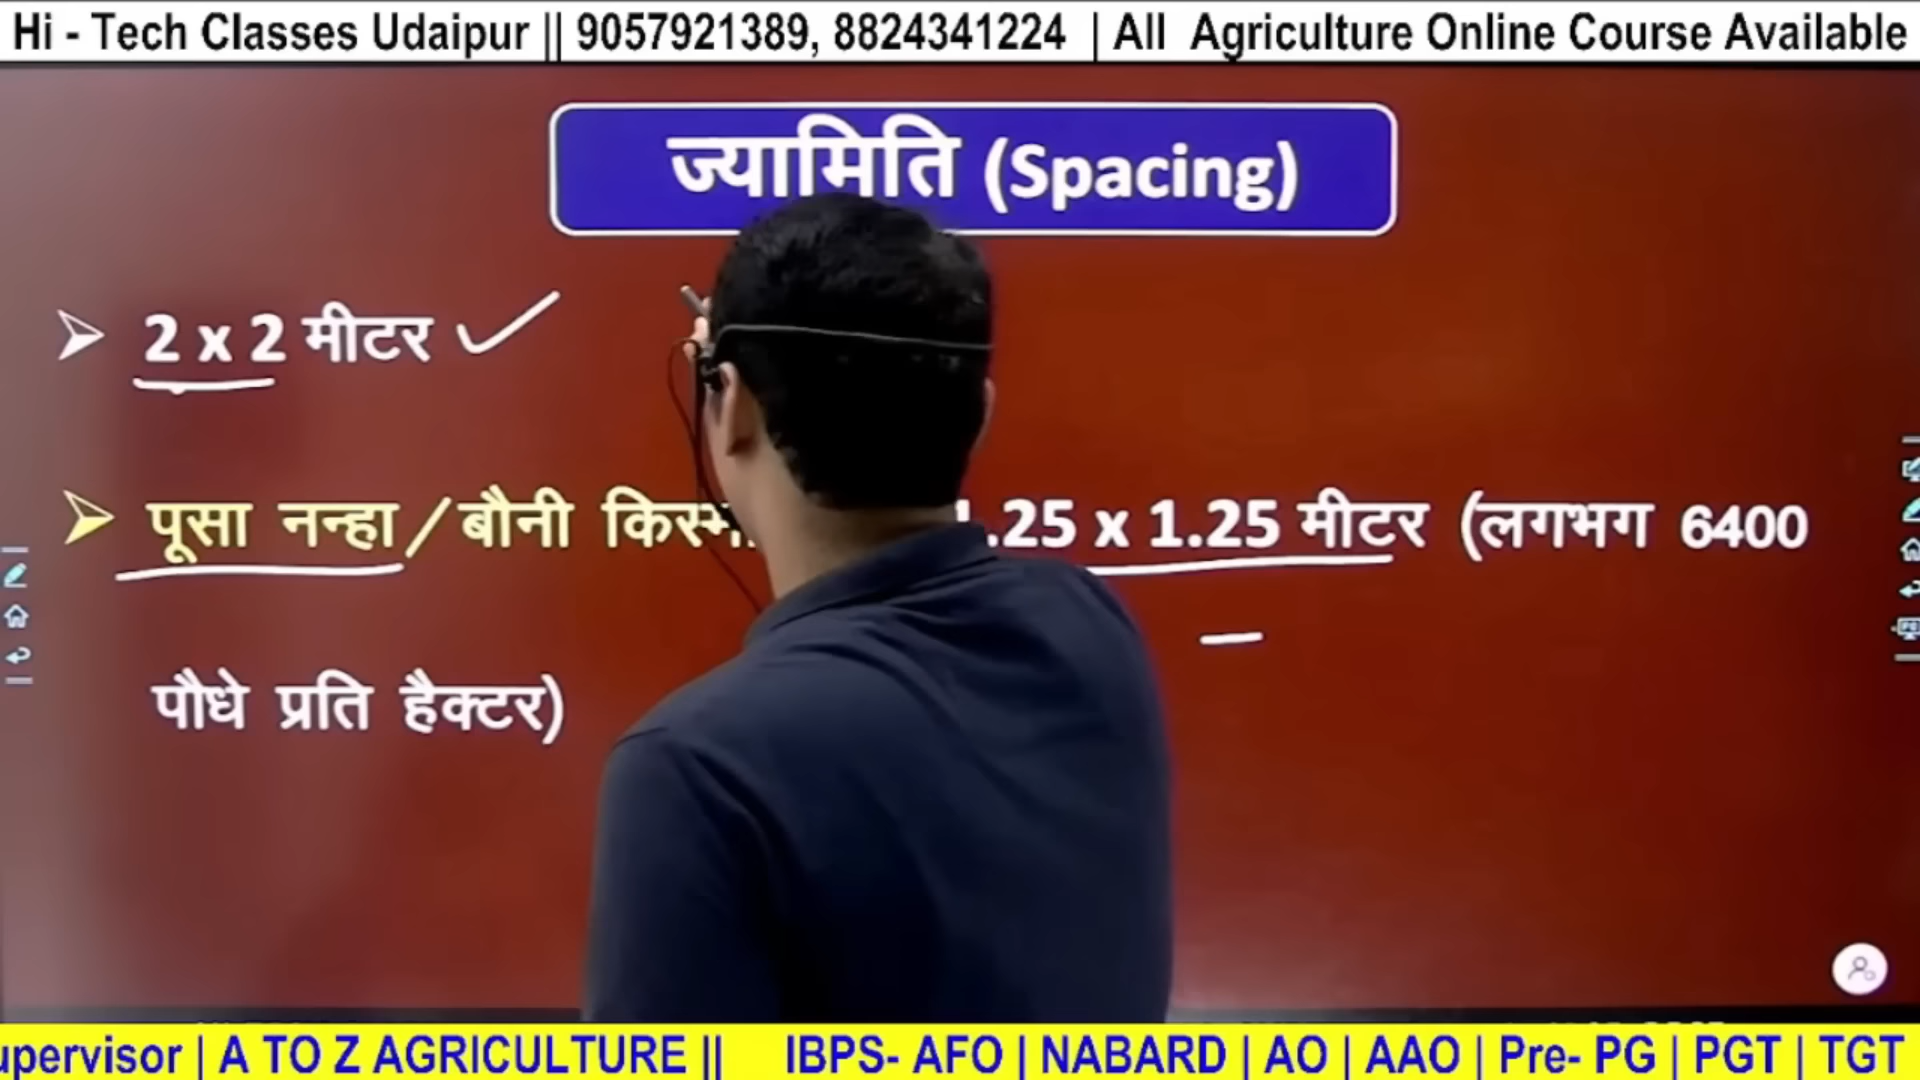 Hi - Tech Classes Udaipur || 9057921389, 8824341224 | All Agriculture Online Course Available
ज्यामिति (Spacing)
2 x 2 मीटर
पूसा नन्हा/बौनी .25 x 1.25 मीटर (लगभग 6400
पौधे प्रति हैक्टर)
upervisor | A TO Z AGRICULTURE || IBPS- AFO | NABARD | AO | AAO | Pre- PG | PGT | TGT